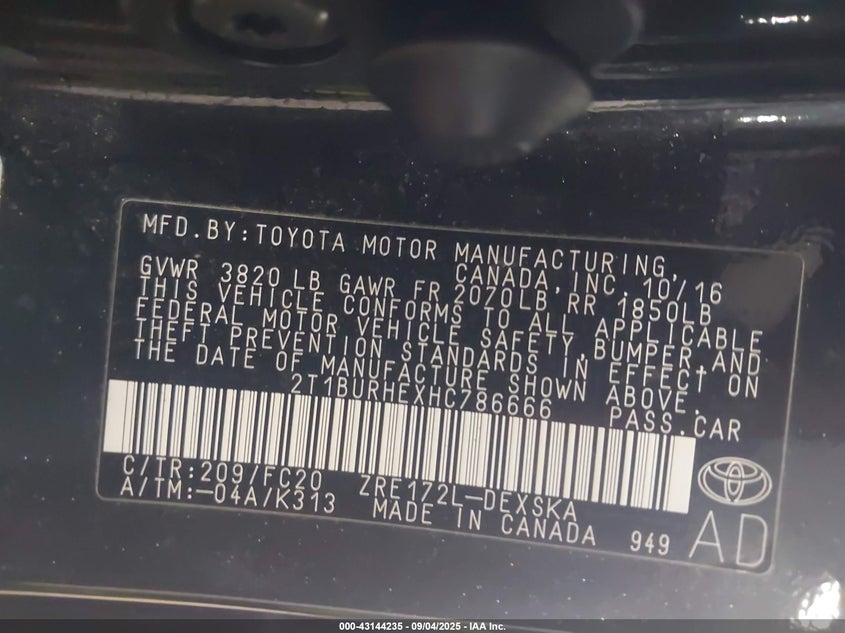 MFD.BY:TOYOTA MOTOR MANUFACTURING,
CANADA,INC. 10/16
GVWR 3820 LB GAWR FR 2070LB RR 1850LB
THIS VEHICLE CONFORMS TO ALL APPLICABLE
FEDERAL MOTOR VEHICLE SAFETY,BUMPER,AND
THEFT PREVENTION STANDARDS IN EFFECT ON
THE DATE OF MANUFACTURE SHOWN ABOVE.
2T1BURHEXHC786666 PASS.CAR
C/TR:209/FC20 ZRE172L-DEXSKA
A/TM:-04A/K313 MADE IN CANADA 949 AD
000-43144235 - 09/04/2025 - IAA Inc.